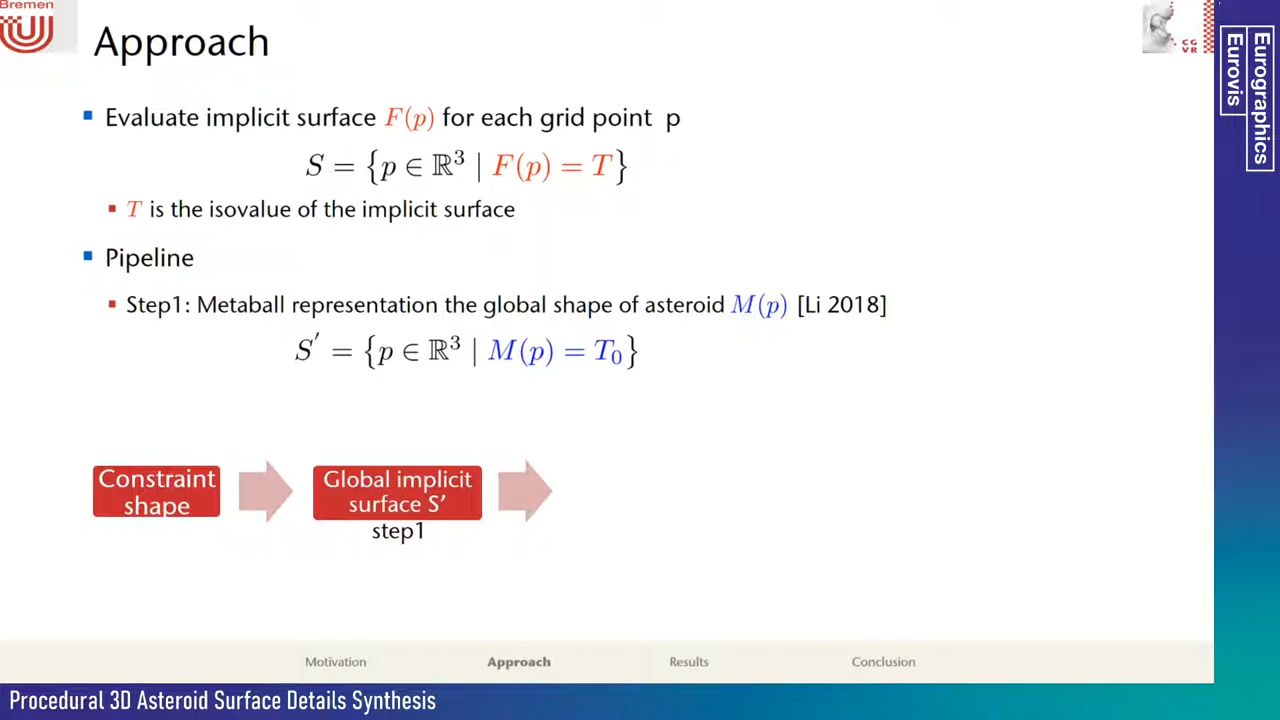 Bremen
Approach
CG
VR
Eurovis
Eurographics
Evaluate implicit surface F(p) for each grid point p
S = {p ∈ ℝ³ | F(p) = T}
T is the isovalue of the implicit surface
Pipeline
Step1: Metaball representation the global shape of asteroid M(p) [Li 2018]
S′ = {p ∈ ℝ³ | M(p) = T₀}
Constraint
shape
Global implicit
surface S’
step1
Motivation Approach Results Conclusion
Procedural 3D Asteroid Surface Details Synthesis